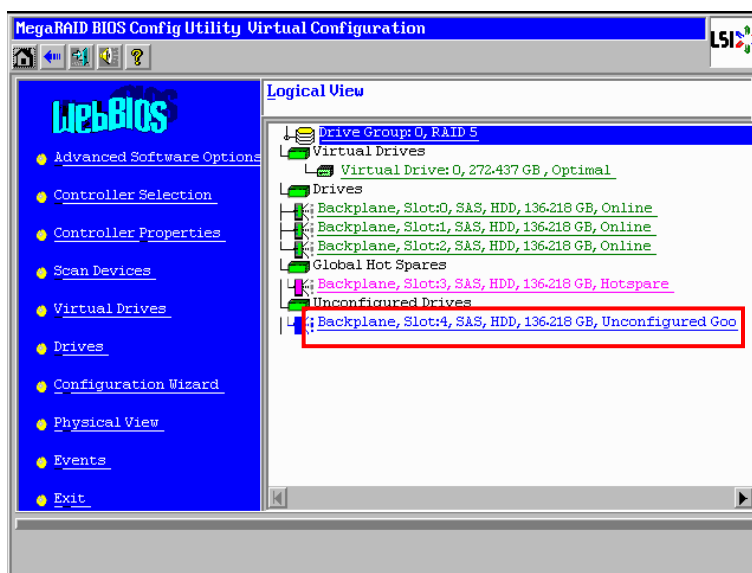 MegaRAID BIOS Config Utility Virtual Configuration
LSI
WebBIOS
Advanced Software Options
Controller Selection
Controller Properties
Scan Devices
Virtual Drives
Drives
Configuration Wizard
Physical View
Events
Exit
Logical View
Drive Group: 0, RAID 5
Virtual Drives
Virtual Drive: 0, 272.437 GB, Optimal
Drives
Backplane, Slot:0, SAS, HDD, 136.218 GB, Online
Backplane, Slot:1, SAS, HDD, 136.218 GB, Online
Backplane, Slot:2, SAS, HDD, 136.218 GB, Online
Global Hot Spares
Backplane, Slot:3, SAS, HDD, 136.218 GB, Hotspare
Unconfigured Drives
Backplane, Slot:4, SAS, HDD, 136.218 GB, Unconfigured Goo